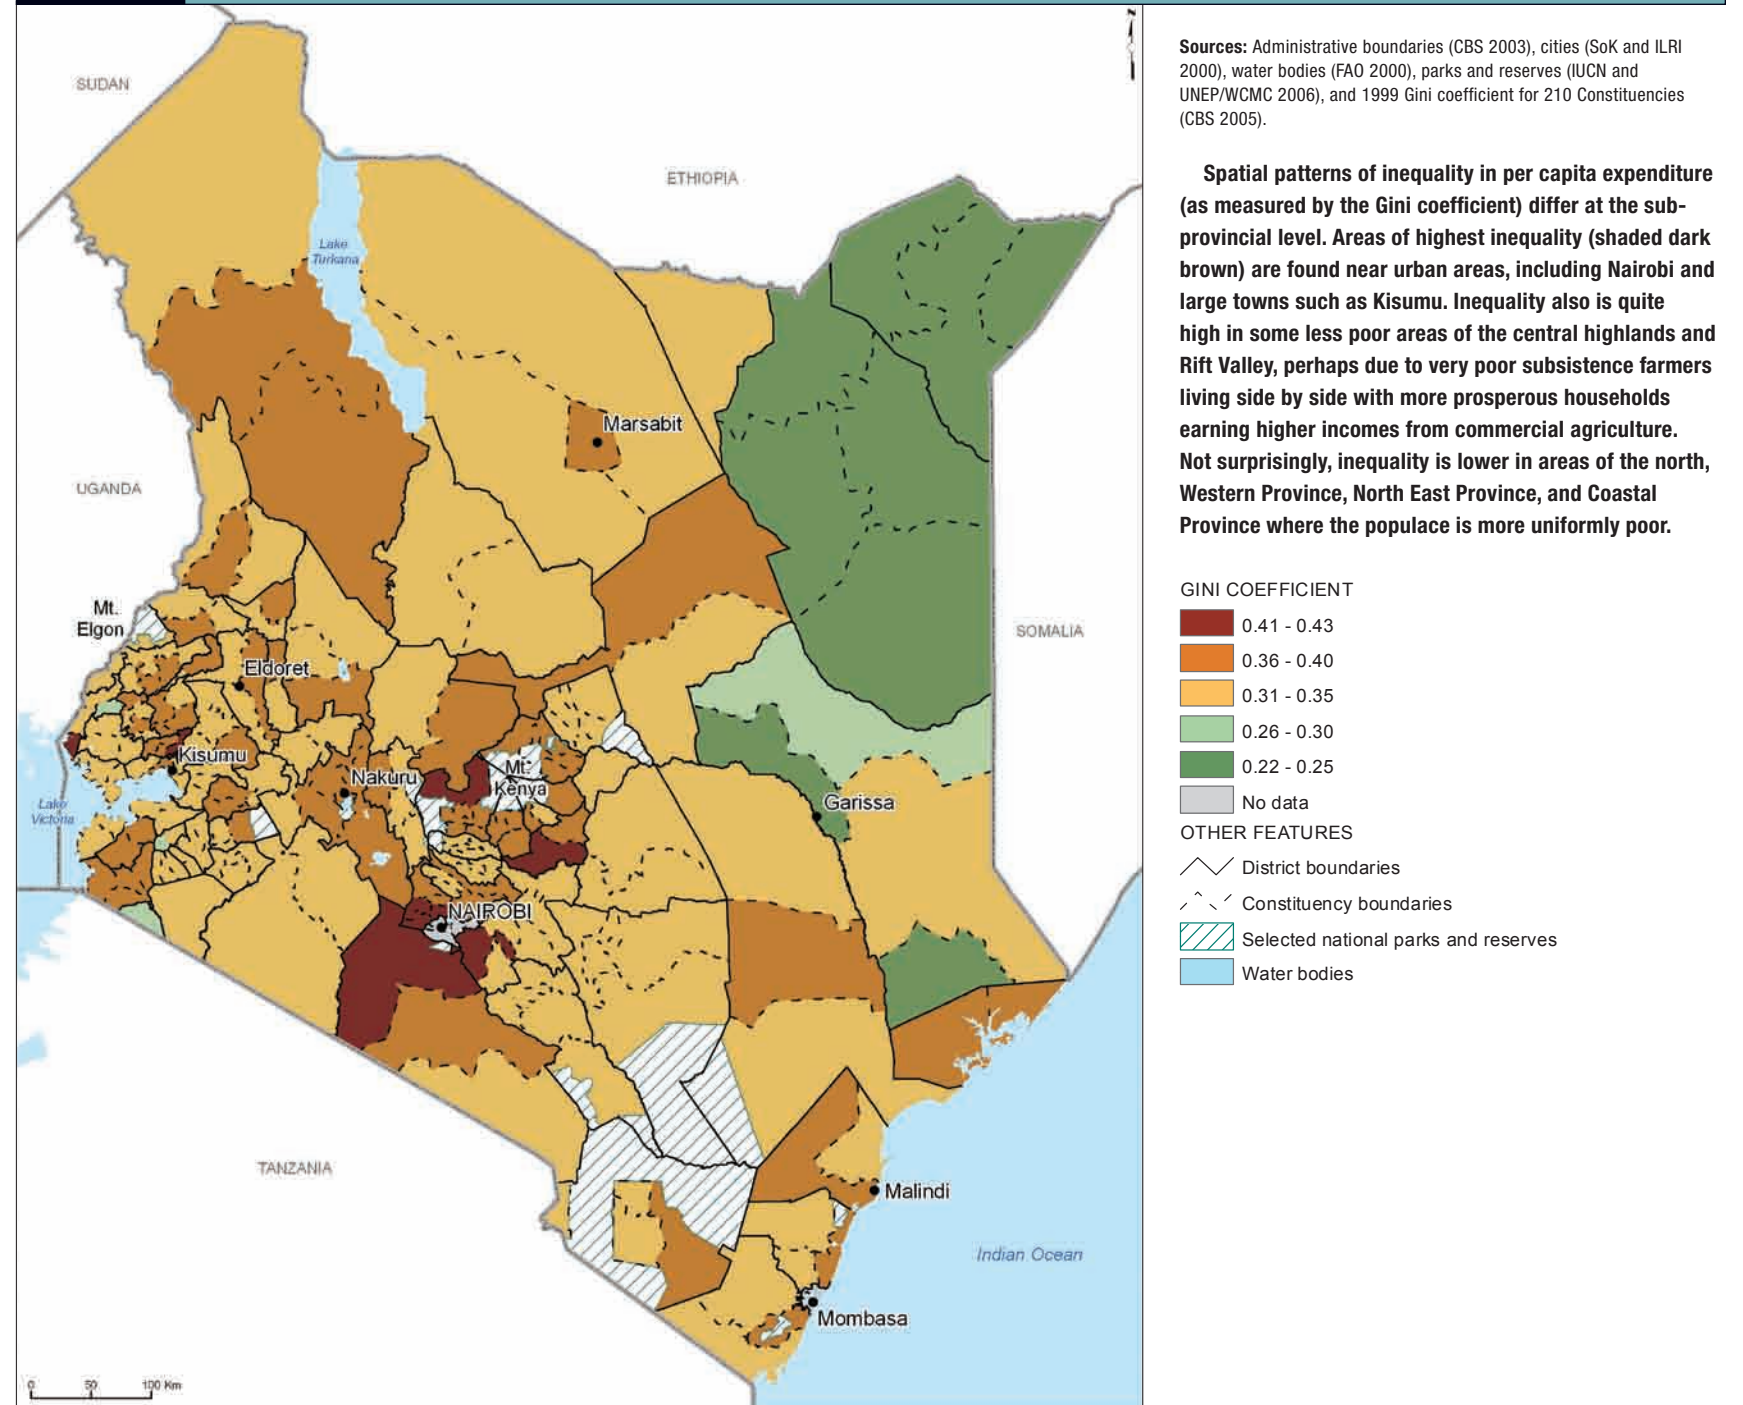 N
SUDAN
ETHIOPIA
Lake
Turkana
Marsabit
UGANDA
Mt.
Elgon
SOMALIA
Eldoret
Kisumu
Nakuru
Mt.
Kenya
Lake
Victoria
Garissa
NAIROBI
TANZANIA
Malindi
Indian Ocean
Mombasa
0 50 100 Km
Sources: Administrative boundaries (CBS 2003), cities (SoK and ILRI
2000), water bodies (FAO 2000), parks and reserves (IUCN and
UNEP/WCMC 2006), and 1999 Gini coefficient for 210 Constituencies
(CBS 2005).
Spatial patterns of inequality in per capita expenditure
(as measured by the Gini coefficient) differ at the sub-
provincial level. Areas of highest inequality (shaded dark
brown) are found near urban areas, including Nairobi and
large towns such as Kisumu. Inequality also is quite
high in some less poor areas of the central highlands and
Rift Valley, perhaps due to very poor subsistence farmers
living side by side with more prosperous households
earning higher incomes from commercial agriculture.
Not surprisingly, inequality is lower in areas of the north,
Western Province, North East Province, and Coastal
Province where the populace is more uniformly poor.
GINI COEFFICIENT
0.41 - 0.43
0.36 - 0.40
0.31 - 0.35
0.26 - 0.30
0.22 - 0.25
No data
OTHER FEATURES
District boundaries
Constituency boundaries
Selected national parks and reserves
Water bodies